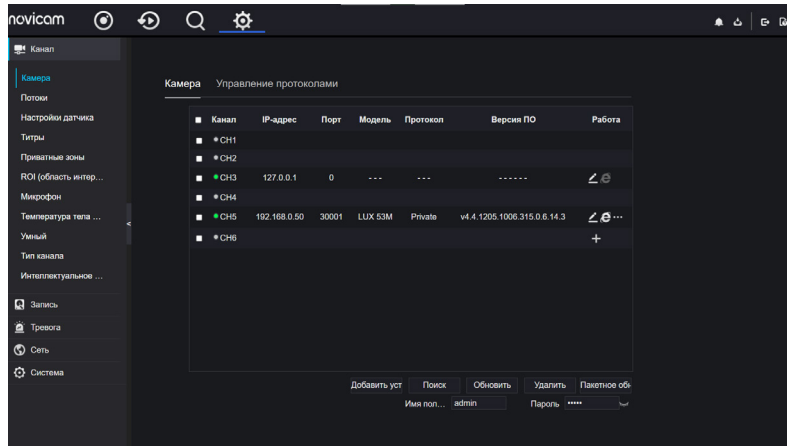 novicam
Канал
Камера
Потоки
Настройки датчика
Титры
Приватные зоны
ROI (область интер...
Микрофон
Температура тела ...
Умный
Тип канала
Интеллектуальное ...
Запись
Тревога
Сеть
Система
Камера Управление протоколами
Канал IP-адрес Порт Модель Протокол Версия ПО Работа
CH1
CH2
CH3 127.0.0.1 0 --- --- ------
CH4
CH5 192.168.0.50 30001 LUX 53M Private v4.4.1205.1006.315.0.6.14.3 ...
CH6 +
Добавить уст Поиск Обновить Удалить Пакетное об
Имя пол... admin Пароль •••••